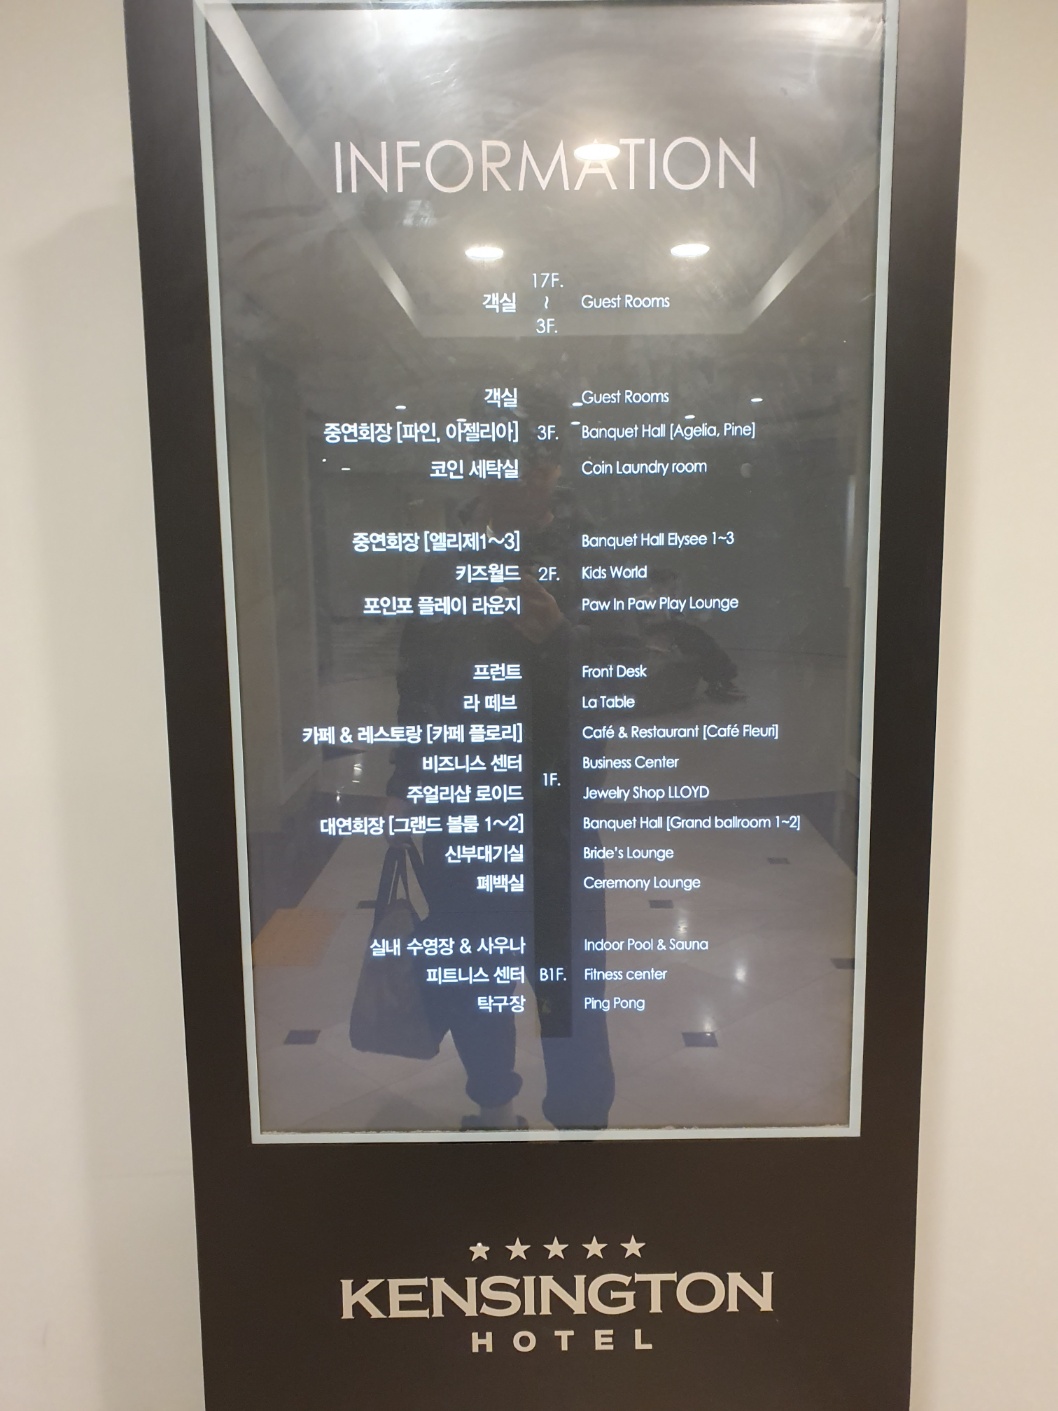 INFORMATION
17F.
객실 ~ Guest Rooms
3F.
객실 Guest Rooms
중연회장 [파인, 아젤리아] 3F. Banquet Hall [Agelia, Pine]
코인 세탁실 Coin Laundry room
중연회장 [엘리제1~3] Banquet Hall Elysee 1~3
키즈월드 2F. Kids World
포인포 플레이 라운지 Paw In Paw Play Lounge
프런트 Front Desk
라 떼브 La Table
카페 & 레스토랑 [카페 플로리] Café & Restaurant [Café Fleuri]
비즈니스 센터 Business Center
1F.
주얼리샵 로이드 Jewelry Shop LLOYD
대연회장 [그랜드 볼룸 1~2] Banquet Hall [Grand ballroom 1~2]
신부대기실 Bride's Lounge
폐백실 Ceremony Lounge
실내 수영장 & 사우나 Indoor Pool & Sauna
피트니스 센터 B1F. Fitness center
탁구장 Ping Pong
KENSINGTON
HOTEL